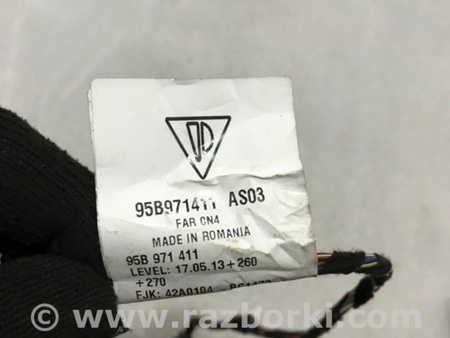 95B971411 AS03
FAR CN4
MADE IN ROMANIA
95B 971 411
LEVEL: 17.05.13+260
+270
FJK: 42A0104
© www.razborki.com